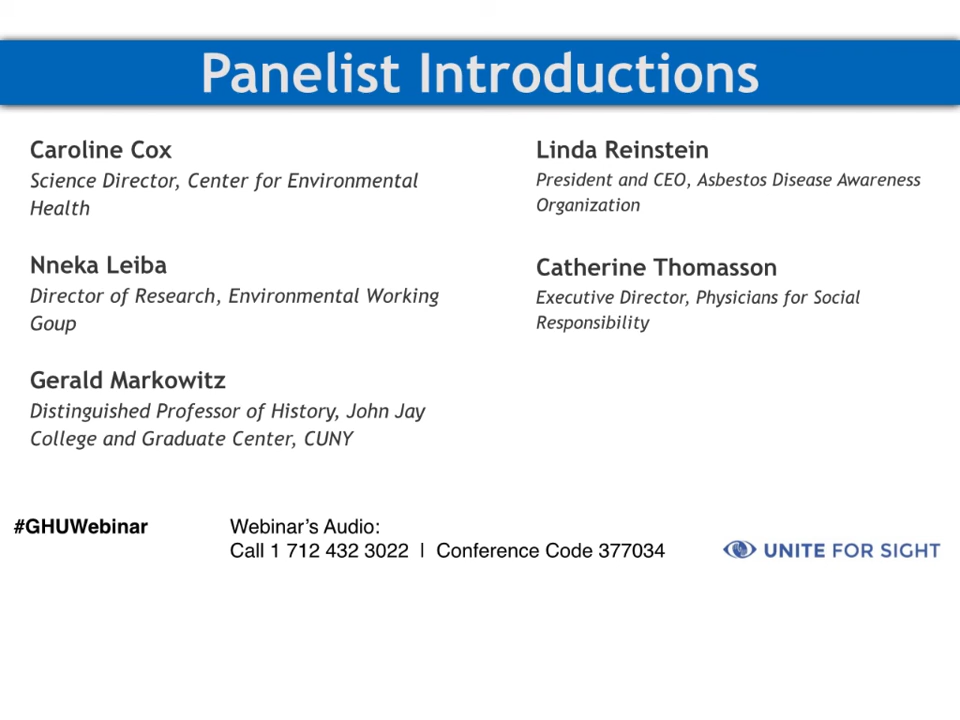 Panelist Introductions
Caroline Cox
Science Director, Center for Environmental
Health
Nneka Leiba
Director of Research, Environmental Working
Goup
Gerald Markowitz
Distinguished Professor of History, John Jay
College and Graduate Center, CUNY
Linda Reinstein
President and CEO, Asbestos Disease Awareness
Organization
Catherine Thomasson
Executive Director, Physicians for Social
Responsibility
#GHUWebinar
Webinar's Audio:
Call 1 712 432 3022 | Conference Code 377034
UNITE FOR SIGHT